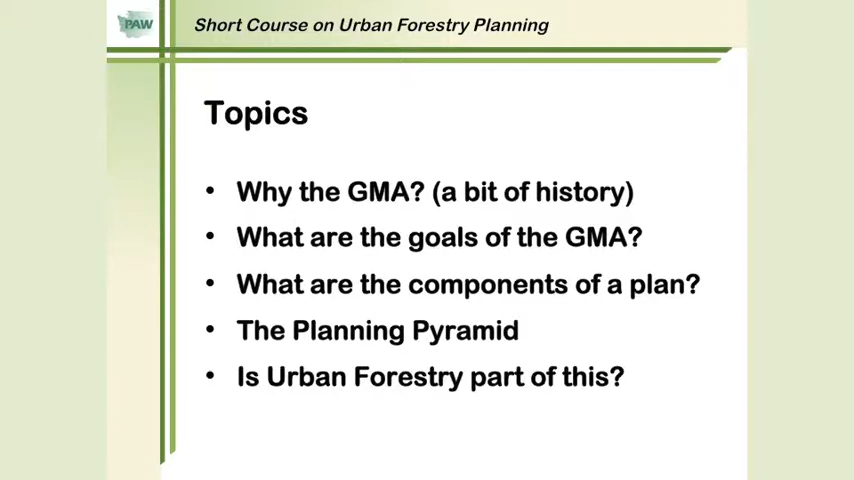 PAW
Short Course on Urban Forestry Planning
Topics
• Why the GMA? (a bit of history)
• What are the goals of the GMA?
• What are the components of a plan?
• The Planning Pyramid
• Is Urban Forestry part of this?